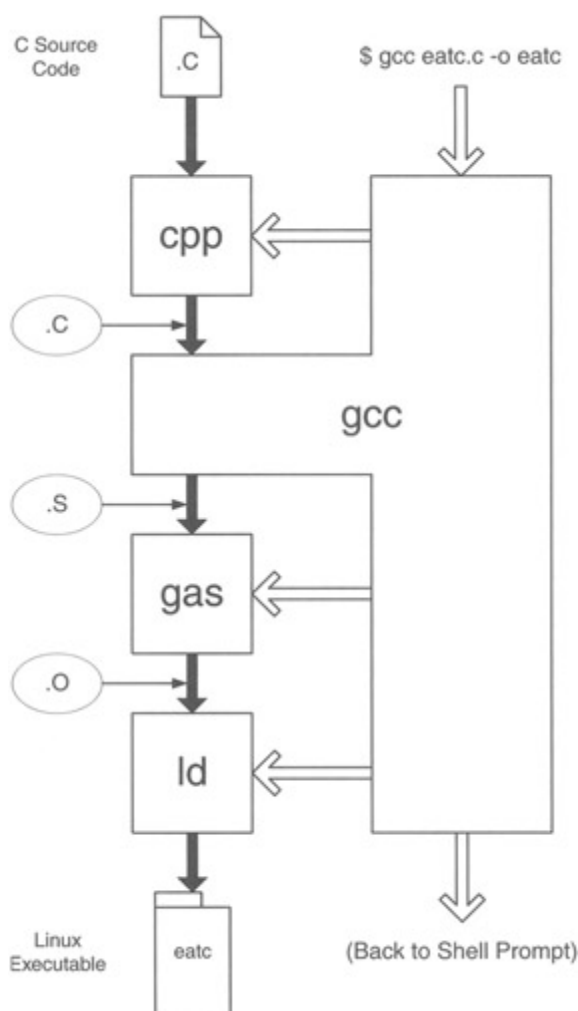 C Source
Code
.C
$ gcc eatc.c -o eatc
cpp
.C
gcc
.S
gas
.O
ld
Linux
Executable
eatc
(Back to Shell Prompt)